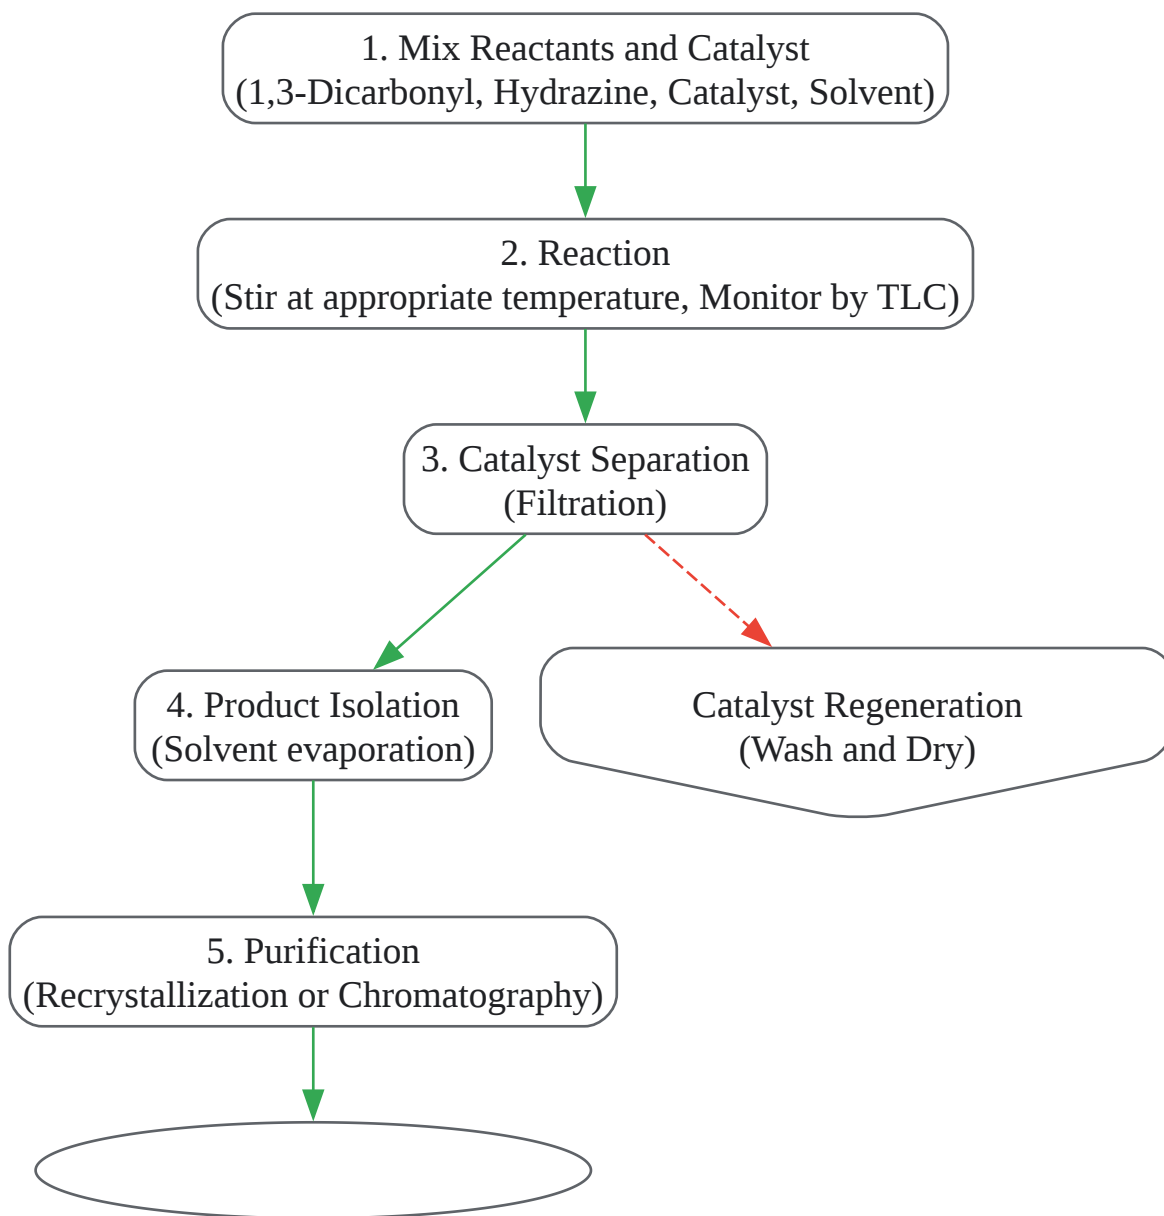 1. Mix Reactants and Catalyst
(1,3-Dicarbonyl, Hydrazine, Catalyst, Solvent)
2. Reaction
(Stir at appropriate temperature, Monitor by TLC)
3. Catalyst Separation
(Filtration)
4. Product Isolation
(Solvent evaporation)
Catalyst Regeneration
(Wash and Dry)
5. Purification
(Recrystallization or Chromatography)